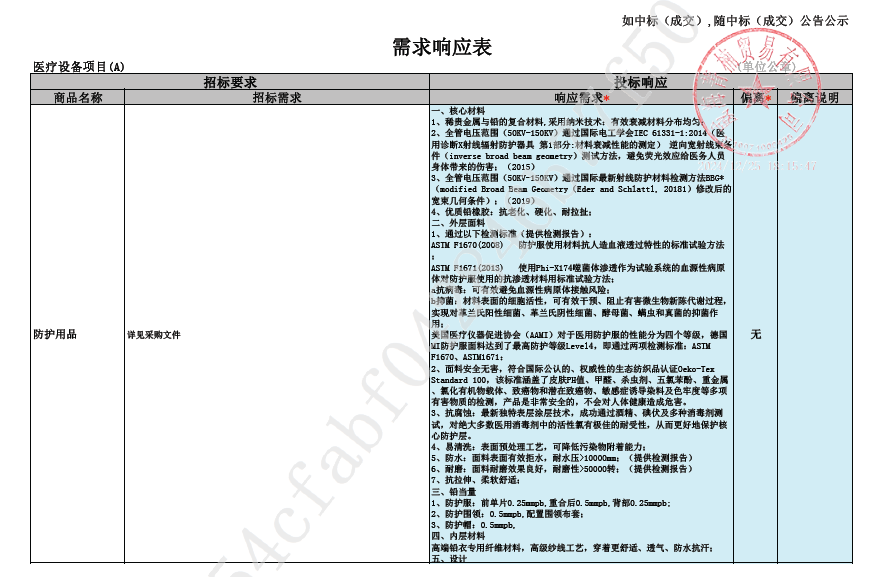 如中标（成交）,随中标（成交）公告公示
需求响应表
医疗设备项目(A)
(单位公章)
招标要求 投标响应
商品名称 招标需求 响应需求* 偏离* 偏离说明
防护用品 详见采购文件 无
一、核心材料
1、稀贵金属与铅的复合材料,采用纳米技术；有效衰减材料分布均匀；
2、全管电压范围（50KV-150KV）通过国际电工学会IEC 61331-1:2014（医
用诊断X射线辐射防护器具 第1部分:材料衰减性能的测定） 逆向宽射线束条
件（inverse broad beam geometry）测试方法, 避免荧光效应给医务人员
身体带来的伤害；（2015）
3、全管电压范围（50KV-150KV）通过国际最新射线防护材料检测方法BBG*
（modified Broad Beam Geometry（Eder and Schlattl, 20181）修改后的
宽束几何条件）；（2019）
4、优质铅橡胶：抗老化、硬化、耐拉扯；
二、外层面料
1、通过以下检测标准（提供检测报告）：
ASTM F1670(2008) 防护服使用材料抗人造血液透过特性的标准试验方法
；
ASTM F1671(2013) 使用Phi-X174噬菌体渗透作为试验系统的血源性病原
体对防护服使用的抗渗透材料用标准试验方法；
a抗病毒：可有效避免血源性病原体接触风险；
b抑菌：材料表面的细胞活性，可有效干预、阻止有害微生物新陈代谢过程，
实现对革兰氏阳性细菌、革兰氏阴性细菌、酵母菌、螨虫和真菌的抑菌作
用；
美国医疗仪器促进协会（AAMI）对于医用防护服的性能分为四个等级，德国
MI防护服面料达到了最高防护等级Level4，即通过两项检测标准：ASTM
F1670、ASTM1671；
2、面料安全无害，符合国际公认的、权威性的生态纺织品认证Oeko-Tex
Standard 100，该标准涵盖了皮肤PH值、甲醛、杀虫剂、五氯苯酚、重金属
、氯化有机物载体、致癌物和潜在致癌物、敏感症诱导染料及色牢度等多项
有害物质的检测，产品是非常安全的，不会对人体健康造成危害。
3、抗腐蚀：最新独特表层涂层技术，成功通过酒精、碘伏及多种消毒剂测
试，对绝大多数医用消毒剂中的活性氯有极佳的耐受性，从而更好地保护核
心防护层。
4、易清洗：表面预处理工艺，可降低污染物附着能力；
5、防水：面料表面有效拒水，耐水压>10000mm；（提供检测报告）
6、耐磨：面料耐磨效果良好，耐磨性>50000转；（提供检测报告）
7、抗拉伸、柔软舒适；
三、铅当量
1、防护服：前单片0.25mmpb,重合后0.5mmpb,背部0.25mmpb；
2、防护围领：0.5mmpb,配置围领布套；
3、防护帽：0.5mmpb,
四、内层材料
高端铅衣专用纤维材料，高级纱线工艺，穿着更舒适、透气、防水抗汗；
五、设计